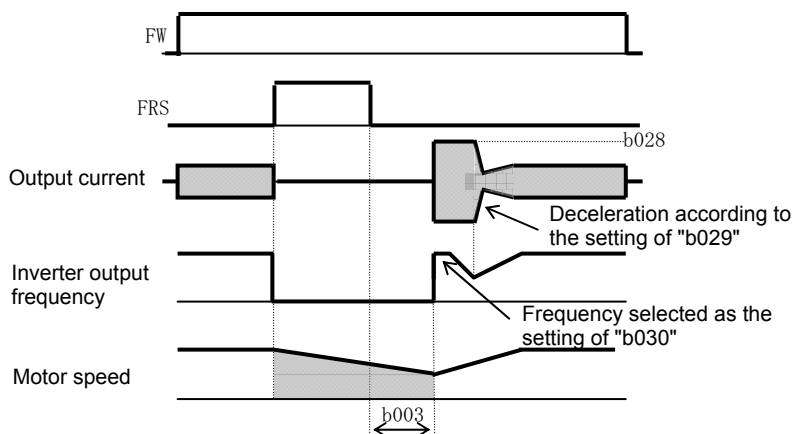 FW
FRS
b028
Output current
Deceleration according to
the setting of "b029"
Inverter output
frequency
Frequency selected as the
setting of "b030"
Motor speed
b003